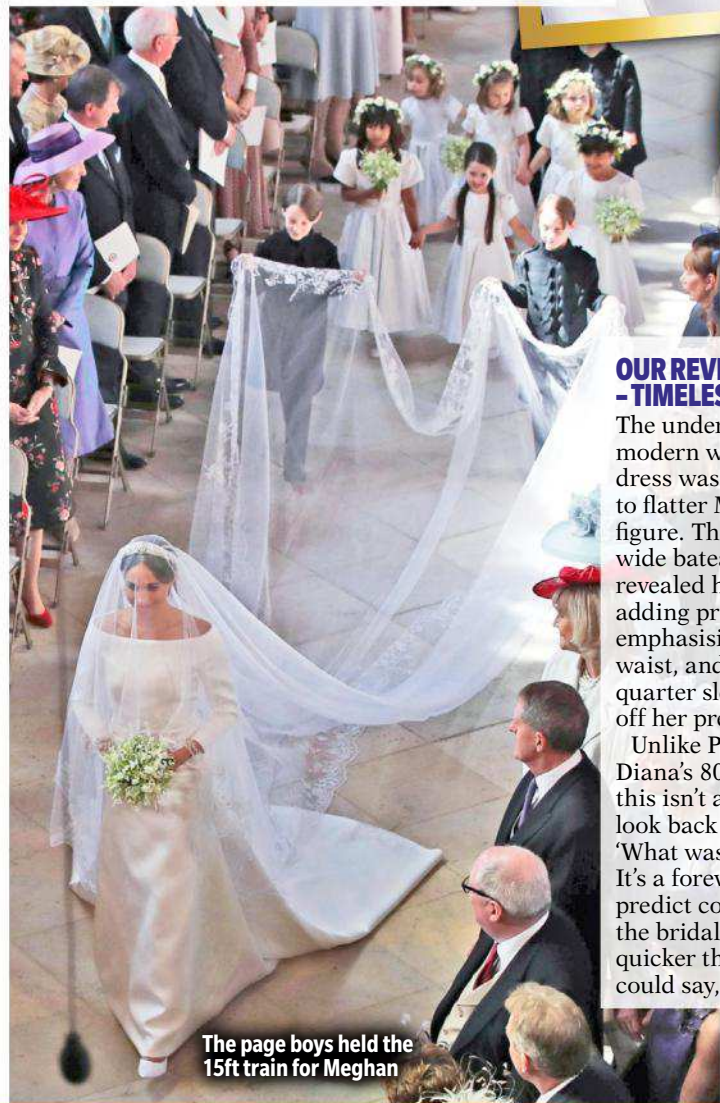 OUR REVI
– TIMELES
The under
modern w
dress was
to flatter M
figure. Th
wide batea
revealed h
adding pr
emphasisi
waist, and
quarter sle
off her pre
Unlike P
Diana's 80
this isn't a
look back
'What was
It's a forev
predict co
the bridal
quicker th
could say,
The page boys held the
15ft train for Meghan